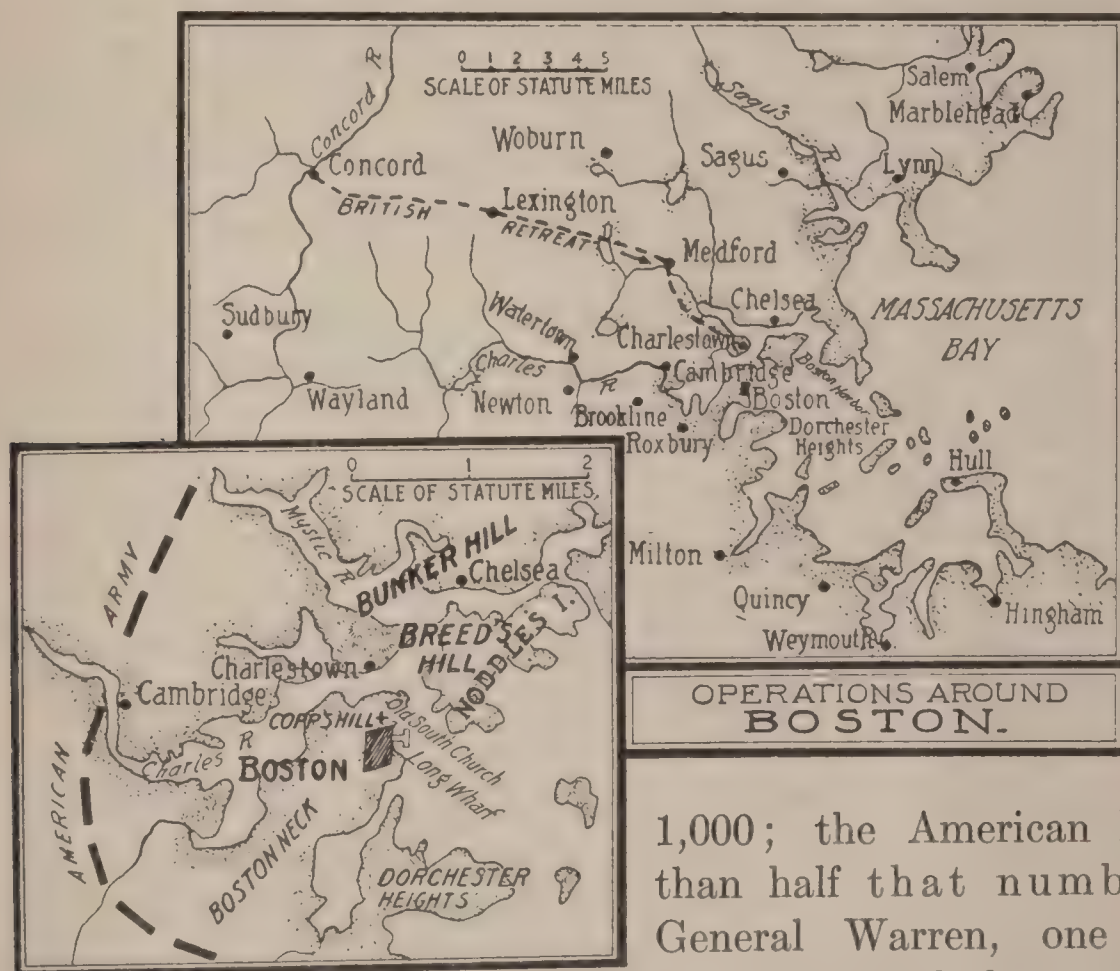 0 1 2 3 4 5
SCALE OF STATUTE MILES
Concord R
Sagus R
Salem
Marblehead
Woburn
Sagus
Lynn
Concord
Lexington
BRITISH
RETREAT
Medford
Chelsea
MASSACHUSETTS
BAY
Sudbury
Watertown
Charlestown
Charles R
Cambridge
Boston Harbor
Wayland
Newton
Boston
Brookline
Dorchester
Heights
Roxbury
Hull
Milton
Quincy
Hingham
Weymouth
0 1 2
SCALE OF STATUTE MILES
Mystic R
BUNKER HILL
Chelsea
ARMY
BREED'S
HILL
NODDLE'S I.
Charlestown
Cambridge
COPPS HILL
Old South Church
Charles R
BOSTON
Long Wharf
AMERICAN
BOSTON NECK
DORCHESTER
HEIGHTS
OPERATIONS AROUND
BOSTON.
1,000; the American
than half that numb
General Warren, one